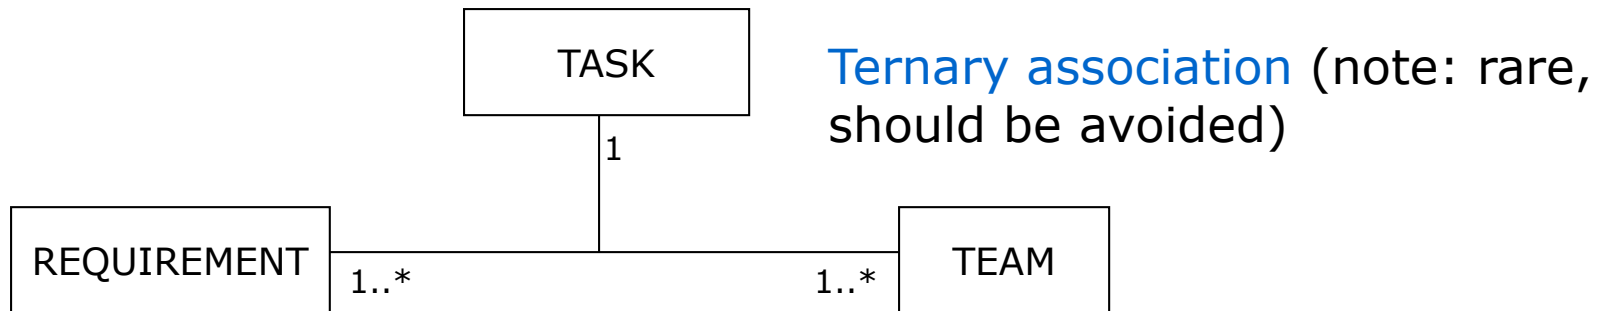 TASK
Ternary association (note: rare,
should be avoided)
1
REQUIREMENT
1..*
1..*
TEAM